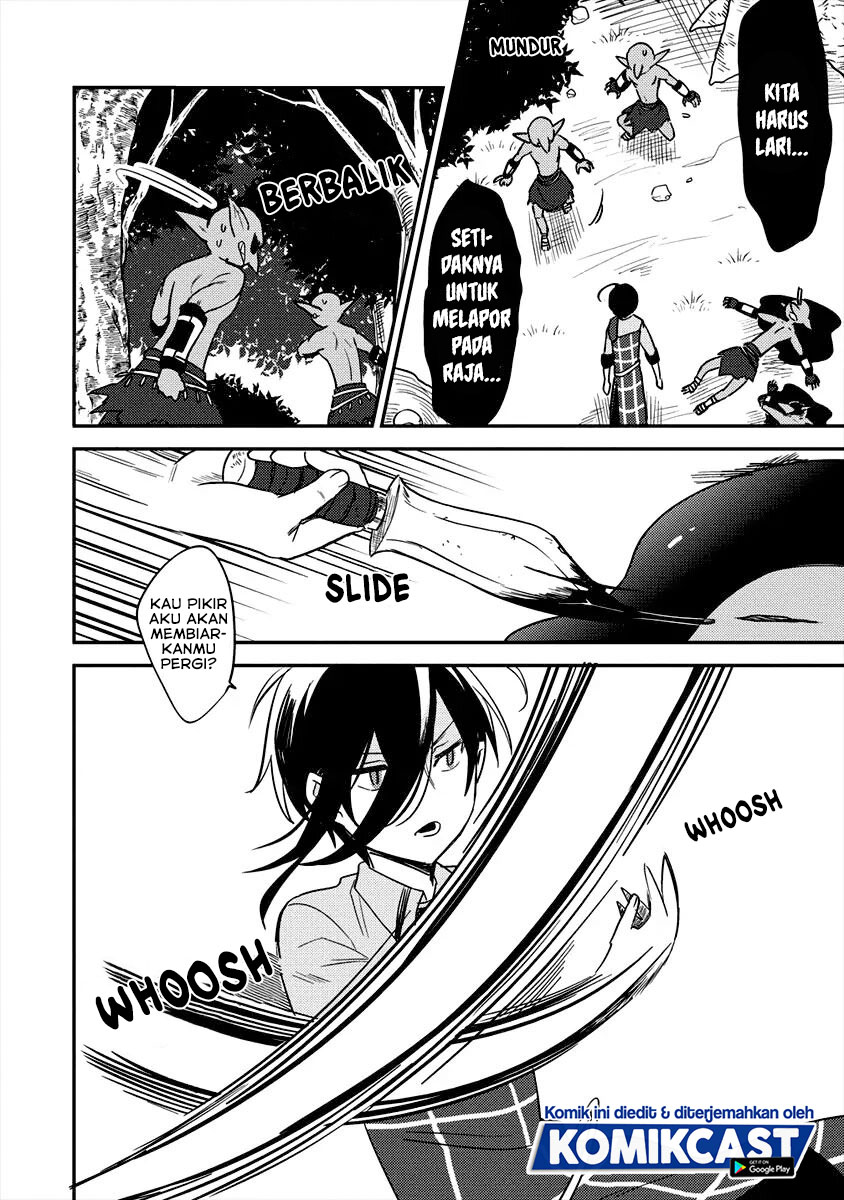 MUNDUR
KITA
HARUS
LARI...
SETI-
DAKNYA
UNTUK
MELAPOR
PADA
RAJA...
BERBALIK
SLIDE
KAU PIKIR
AKU AKAN
MEMBIAR-
KANMU
PERGI?
WHOOSH
WHOOSH
Komik ini diedit & diterjemahkan oleh
KOMIKCAST
GET IT ON
Google Play